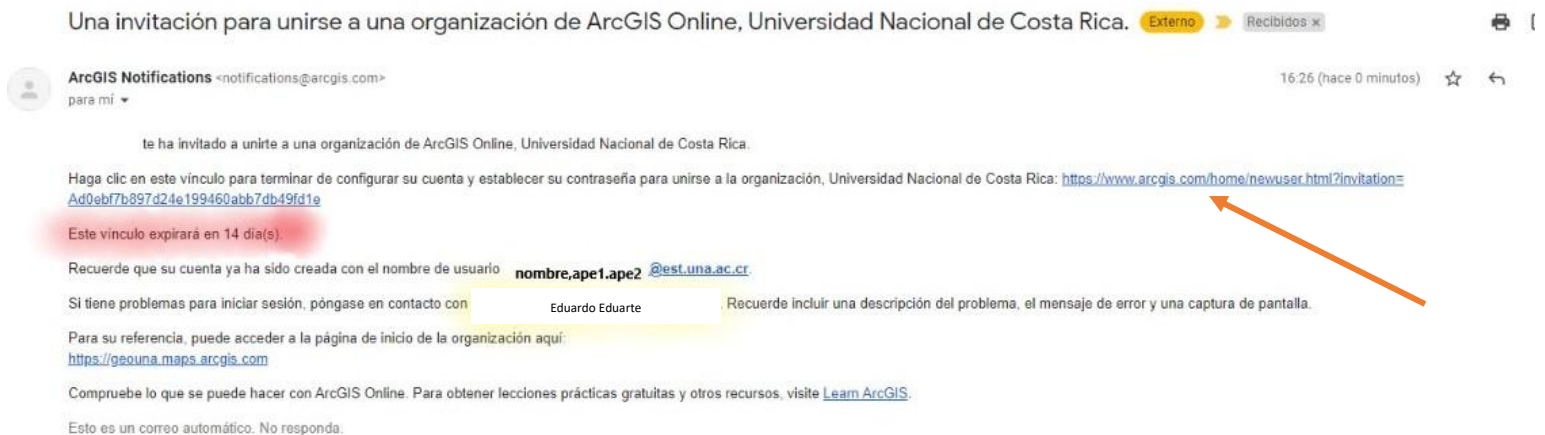 Una invitación para unirse a una organización de ArcGIS Online, Universidad Nacional de Costa Rica. Externo Recibidos x
ArcGIS Notifications <notifications@arcgis.com> 16:26 (hace 0 minutos)
para mí
te ha invitado a unirte a una organización de ArcGIS Online, Universidad Nacional de Costa Rica.
Haga clic en este vínculo para terminar de configurar su cuenta y establecer su contraseña para unirse a la organización, Universidad Nacional de Costa Rica: https://www.arcgis.com/home/newuser.html?invitation=
Ad0ebf7b897d24e199460abb7db49fd1e
Este vínculo expirará en 14 día(s).
Recuerde que su cuenta ya ha sido creada con el nombre de usuario nombre,ape1.ape2 @est.una.ac.cr.
Si tiene problemas para iniciar sesión, póngase en contacto con Eduardo Eduarte . Recuerde incluir una descripción del problema, el mensaje de error y una captura de pantalla.
Para su referencia, puede acceder a la página de inicio de la organización aquí:
https://geouna.maps.arcgis.com
Compruebe lo que se puede hacer con ArcGIS Online. Para obtener lecciones prácticas gratuitas y otros recursos, visite Learn ArcGIS.
Esto es un correo automático. No responda.